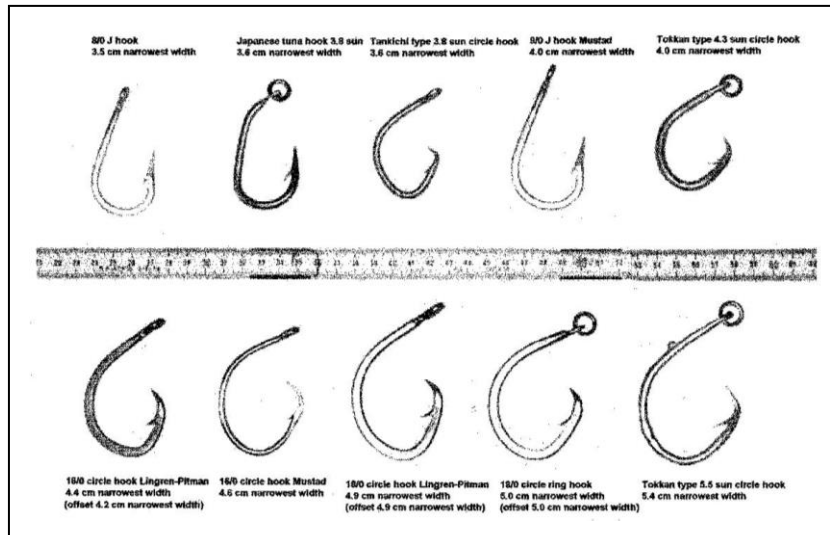 8/0 J hook
3.5 cm narrowest width
Japanese tuna hook 3.8 sun
3.6 cm narrowest width
Tankichi type 3.8 sun circle hook
3.6 cm narrowest width
9/0 J hook Mustad
4.0 cm narrowest width
Tokkan type 4.3 sun circle hook
4.0 cm narrowest width
16/0 circle hook Lingren-Pitman
4.4 cm narrowest width
(offset 4.2 cm narrowest width)
16/0 circle hook Mustad
4.6 cm narrowest width
18/0 circle hook Lingren-Pitman
4.9 cm narrowest width
(offset 4.9 cm narrowest width)
18/0 circle ring hook
5.0 cm narrowest width
(offset 5.0 cm narrowest width)
Tokkan type 5.5 sun circle hook
5.4 cm narrowest width